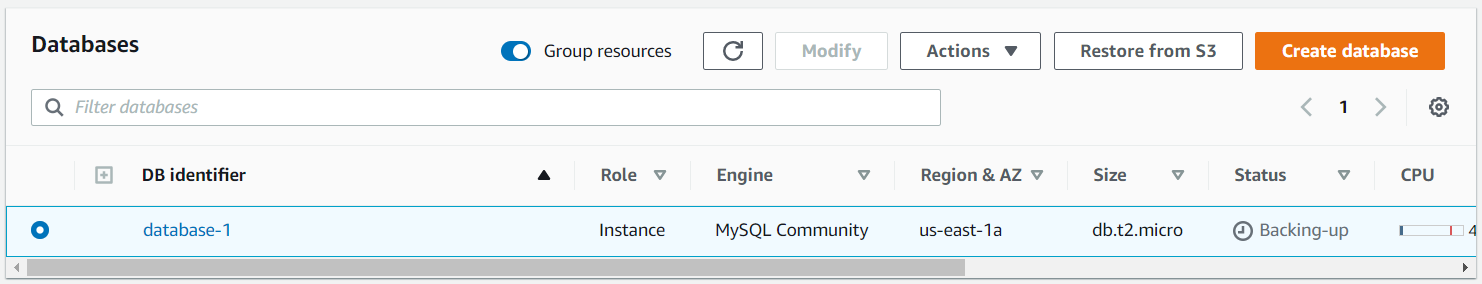 Databases
Group resources Modify Actions Restore from S3 Create database
Filter databases 1
DB identifier Role Engine Region & AZ Size Status CPU
database-1 Instance MySQL Community us-east-1a db.t2.micro Backing-up 4